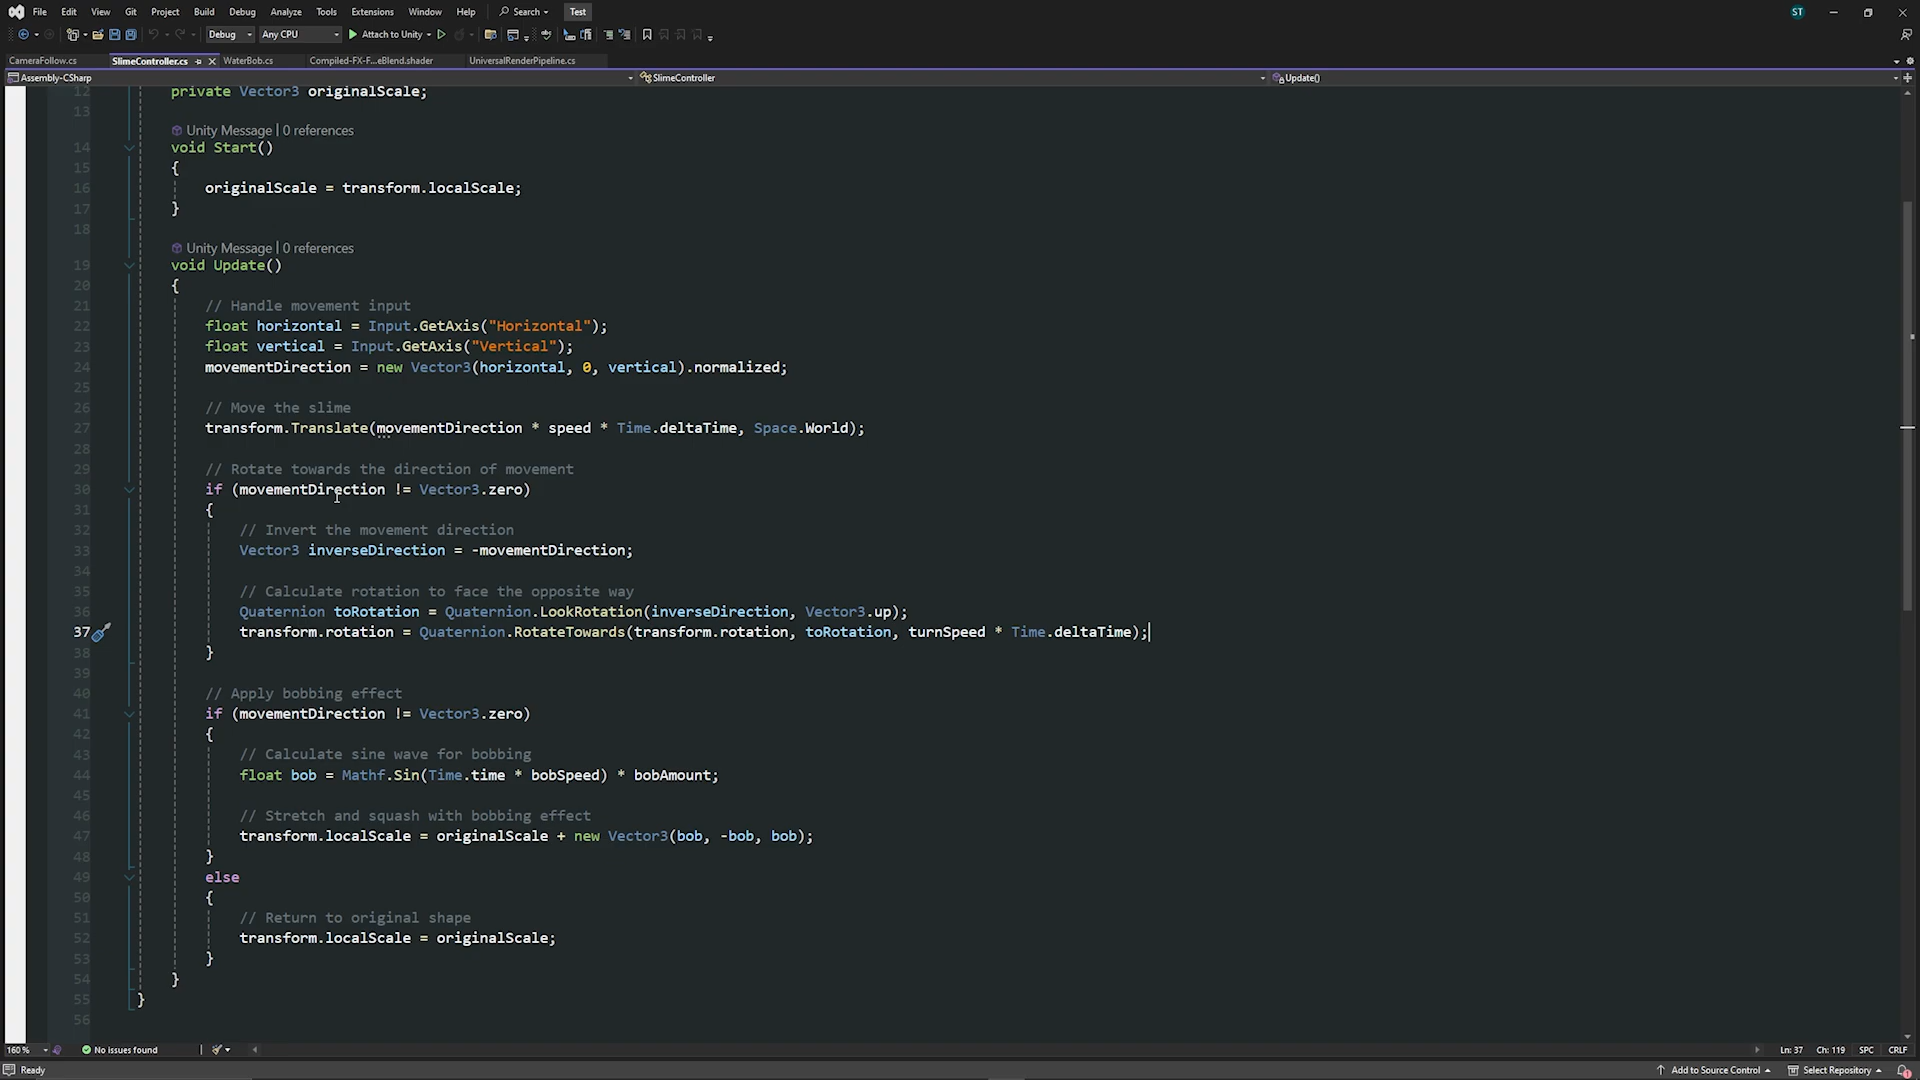 File Edit View Git Project Build Debug Analyze Tools Extensions Window Help Search Test ST
Debug Any CPU Attach to Unity
CameraFollow.cs SlimeController.cs WaterBob.cs Compiled-FX-F...eBlend.shader UniversalRenderPipeline.cs
Assembly-CSharp SlimeController Update()
12 private Vector3 originalScale;
13
Unity Message | 0 references
14 void Start()
15 {
16 originalScale = transform.localScale;
17 }
18
Unity Message | 0 references
19 void Update()
20 {
21 // Handle movement input
22 float horizontal = Input.GetAxis("Horizontal");
23 float vertical = Input.GetAxis("Vertical");
24 movementDirection = new Vector3(horizontal, 0, vertical).normalized;
25
26 // Move the slime
27 transform.Translate(movementDirection * speed * Time.deltaTime, Space.World);
28
29 // Rotate towards the direction of movement
30 if (movementDirection != Vector3.zero)
31 {
32 // Invert the movement direction
33 Vector3 inverseDirection = -movementDirection;
34
35 // Calculate rotation to face the opposite way
36 Quaternion toRotation = Quaternion.LookRotation(inverseDirection, Vector3.up);
37 transform.rotation = Quaternion.RotateTowards(transform.rotation, toRotation, turnSpeed * Time.deltaTime);
38 }
39
40 // Apply bobbing effect
41 if (movementDirection != Vector3.zero)
42 {
43 // Calculate sine wave for bobbing
44 float bob = Mathf.Sin(Time.time * bobSpeed) * bobAmount;
45
46 // Stretch and squash with bobbing effect
47 transform.localScale = originalScale + new Vector3(bob, -bob, bob);
48 }
49 else
50 {
51 // Return to original shape
52 transform.localScale = originalScale;
53 }
54 }
55 }
56
160 % No issues found Ln: 37 Ch: 119 SPC CRLF
Ready Add to Source Control Select Repository